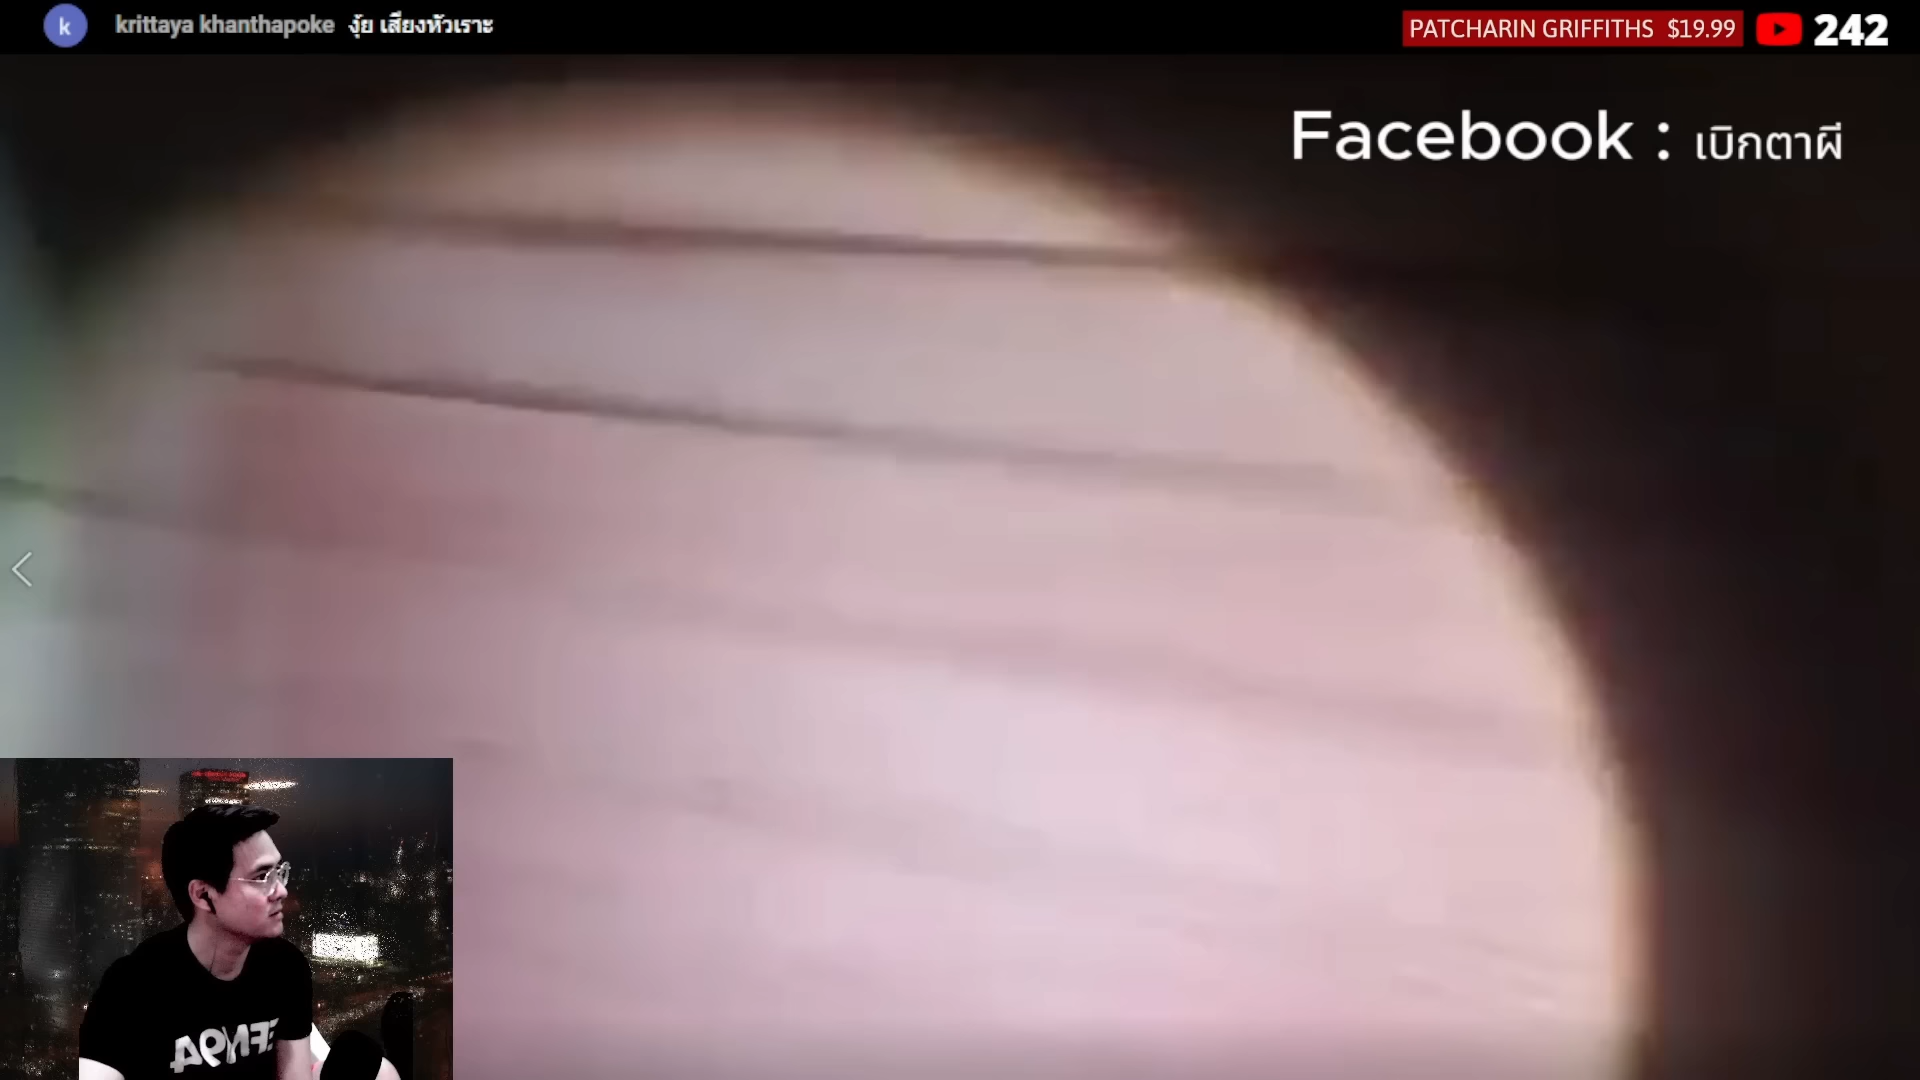 k krittaya khanthapoke งุ้ย เสียงหัวเราะ
PATCHARIN GRIFFITHS $19.99 242
Facebook : เบิกตาผี